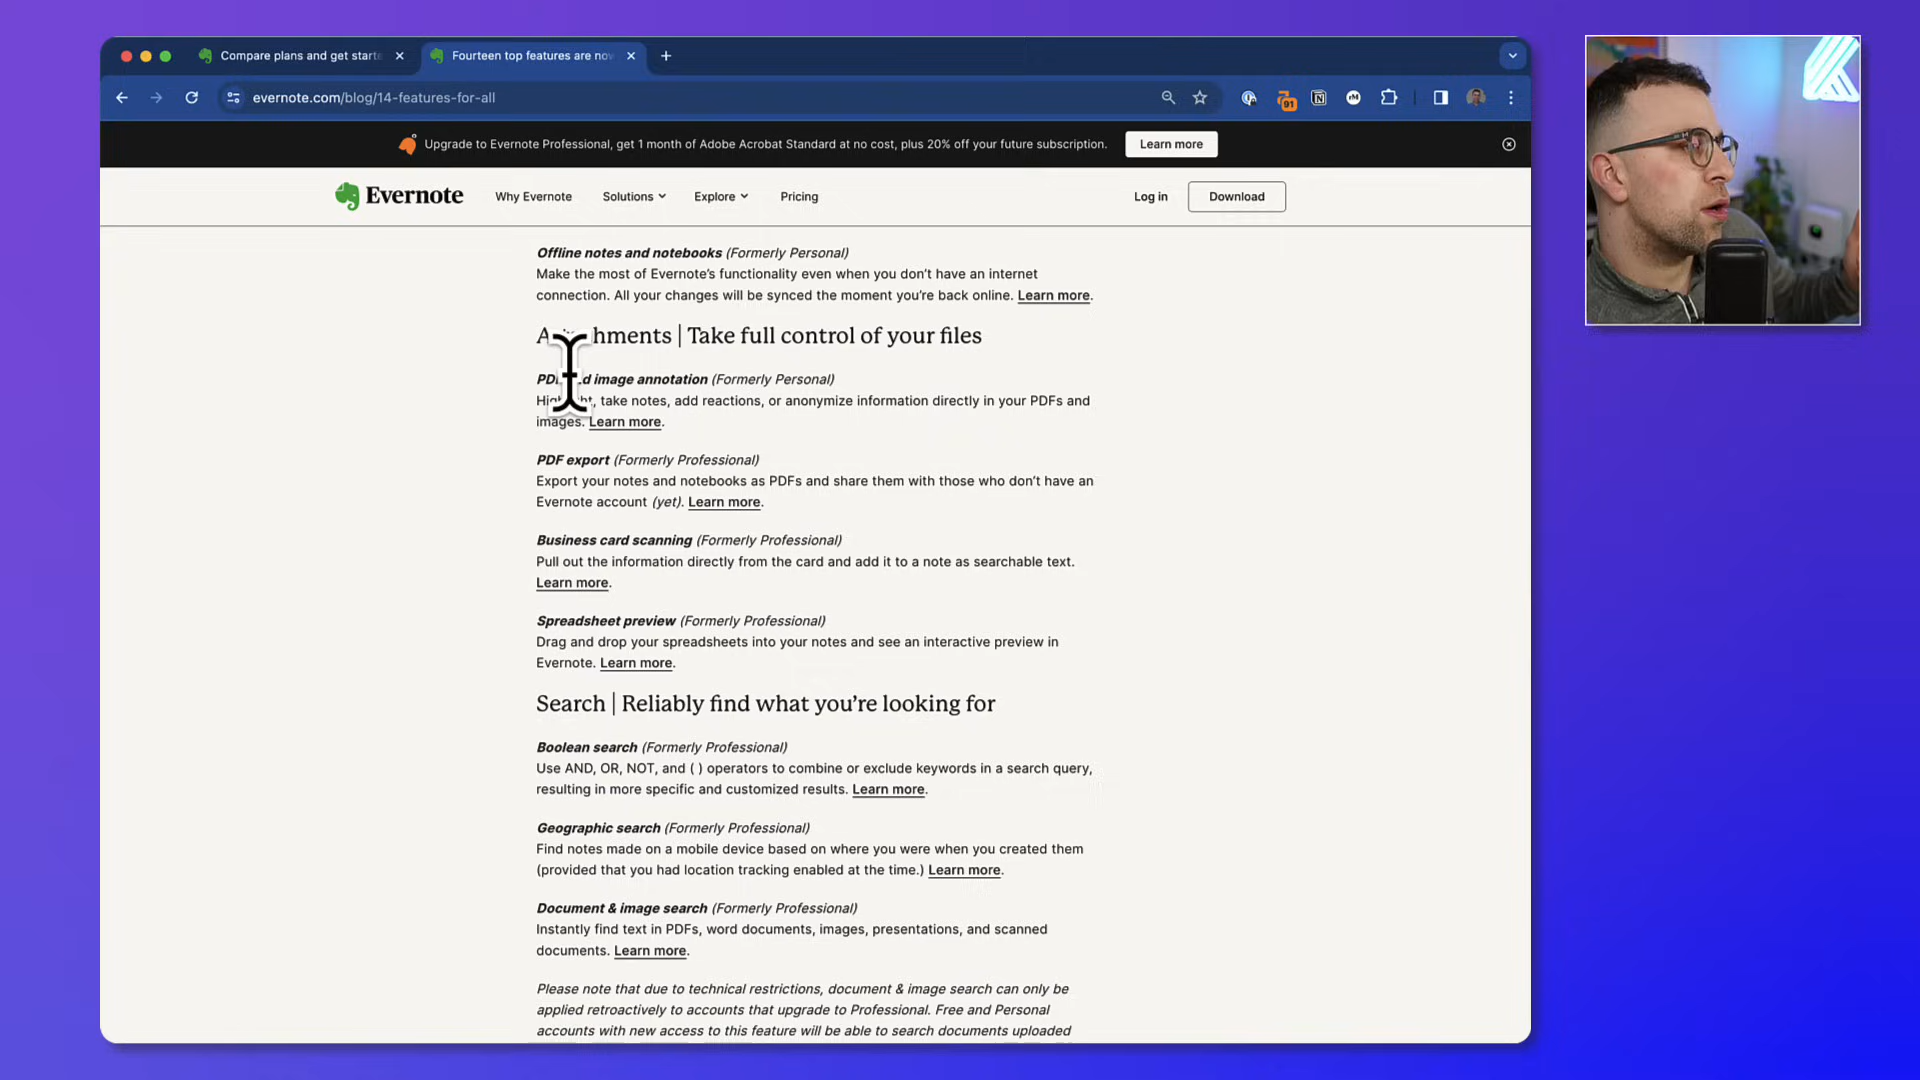 Compare plans and get starte
Fourteen top features are nov
evernote.com/blog/14-features-for-all
91
Upgrade to Evernote Professional, get 1 month of Adobe Acrobat Standard at no cost, plus 20% off your future subscription.
Learn more
Evernote
Why Evernote
Solutions
Explore
Pricing
Log in
Download
Offline notes and notebooks (Formerly Personal)
Make the most of Evernote’s functionality even when you don’t have an internet
connection. All your changes will be synced the moment you’re back online. Learn more.
Attachments | Take full control of your files
PDF and image annotation (Formerly Personal)
Highlight, take notes, add reactions, or anonymize information directly in your PDFs and
images. Learn more.
PDF export (Formerly Professional)
Export your notes and notebooks as PDFs and share them with those who don’t have an
Evernote account (yet). Learn more.
Business card scanning (Formerly Professional)
Pull out the information directly from the card and add it to a note as searchable text.
Learn more.
Spreadsheet preview (Formerly Professional)
Drag and drop your spreadsheets into your notes and see an interactive preview in
Evernote. Learn more.
Search | Reliably find what you’re looking for
Boolean search (Formerly Professional)
Use AND, OR, NOT, and ( ) operators to combine or exclude keywords in a search query,
resulting in more specific and customized results. Learn more.
Geographic search (Formerly Professional)
Find notes made on a mobile device based on where you were when you created them
(provided that you had location tracking enabled at the time.) Learn more.
Document & image search (Formerly Professional)
Instantly find text in PDFs, word documents, images, presentations, and scanned
documents. Learn more.
Please note that due to technical restrictions, document & image search can only be
applied retroactively to accounts that upgrade to Professional. Free and Personal
accounts with new access to this feature will be able to search documents uploaded